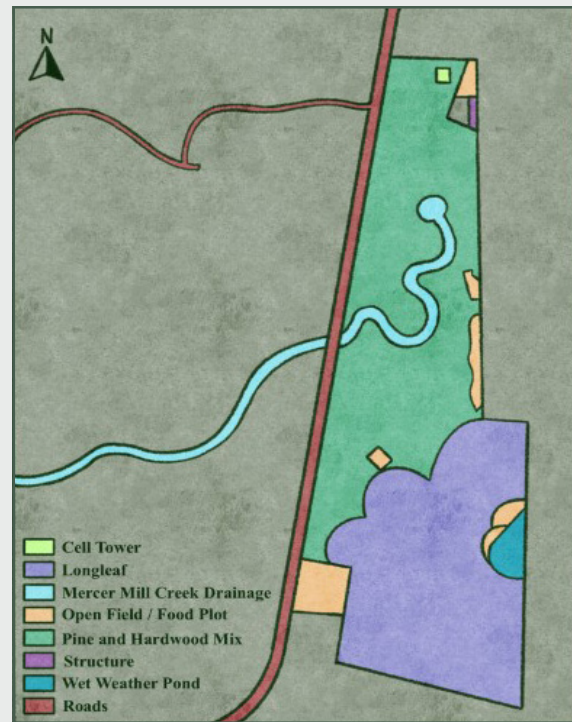 N
Cell Tower
Longleaf
Mercer Mill Creek Drainage
Open Field / Food Plot
Pine and Hardwood Mix
Structure
Wet Weather Pond
Roads